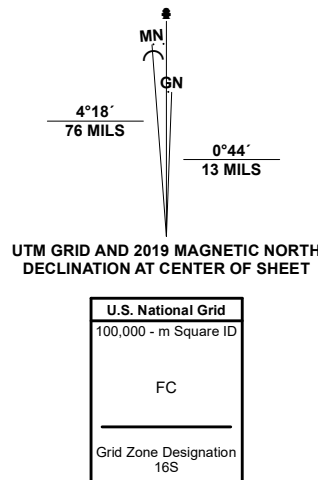 MN
GN
4°18´
76 MILS
0°44´
13 MILS
UTM GRID AND 2019 MAGNETIC NORTH
DECLINATION AT CENTER OF SHEET
U.S. National Grid
100,000 - m Square ID
FC
Grid Zone Designation
16S